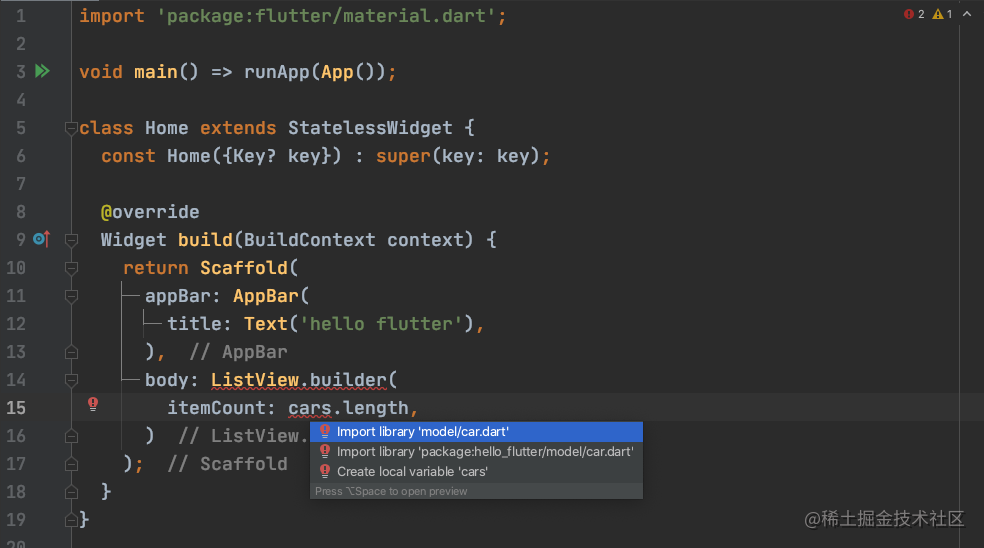 1 import 'package:flutter/material.dart';
2
3 void main() => runApp(App());
4
5 class Home extends StatelessWidget {
6 const Home({Key? key}) : super(key: key);
7
8 @override
9 Widget build(BuildContext context) {
10 return Scaffold(
11 appBar: AppBar(
12 title: Text('hello flutter'),
13 ), // AppBar
14 body: ListView.builder(
15 itemCount: cars.length,
16 ) // ListView.
17 ); // Scaffold
18 }
19 }
20
2 1
Import library 'model/car.dart'
Import library 'package:hello_flutter/model/car.dart'
Create local variable 'cars'
Press ⌥Space to open preview
@稀土掘金技术社区